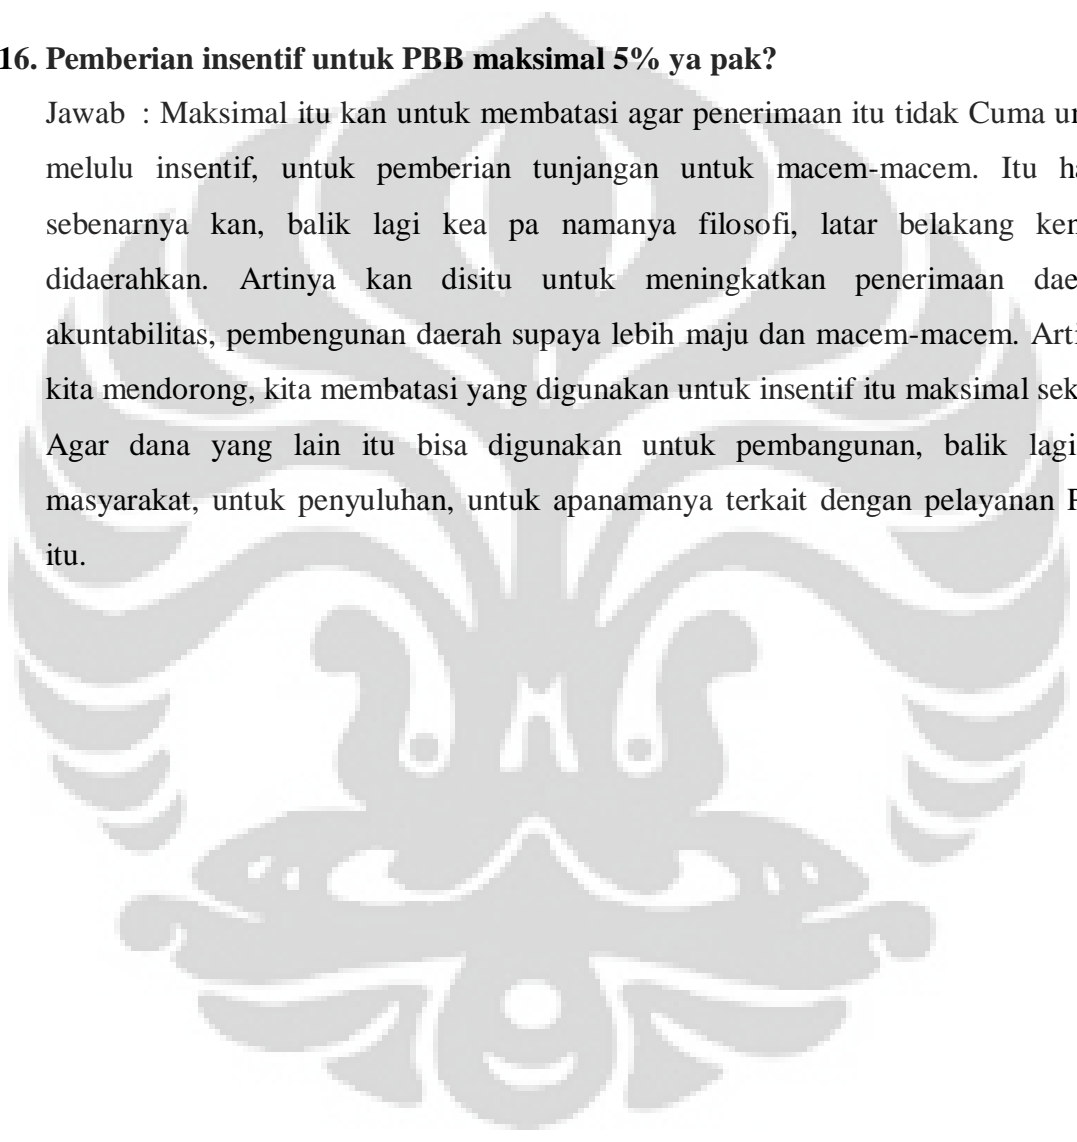 16. Pemberian insentif untuk PBB maksimal 5% ya pak?
Jawab : Maksimal itu kan untuk membatasi agar penerimaan itu tidak Cuma
melulu insentif, untuk pemberian tunjangan untuk macem-macem. Itu
sebenarnya kan, balik lagi kea pa namanya filosofi, latar belakang
didaerahkan. Artinya kan disitu untuk meningkatkan penerimaan
akuntabilitas, pembengunan daerah supaya lebih maju dan macem-macem.
kita mendorong, kita membatasi yang digunakan untuk insentif itu maksimal
Agar dana yang lain itu bisa digunakan untuk pembangunan, balik lagi
masyarakat, untuk penyuluhan, untuk apanamanya terkait dengan pelayanan
itu.